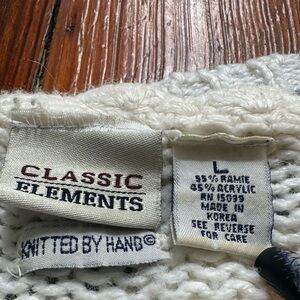 CLASSIC
ELEMENTS
KNITTED BY HAND©
L
55% RAMIE
45% ACRYLIC
RN 15099
MADE IN
KOREA
SEE REVERSE
FOR CARE